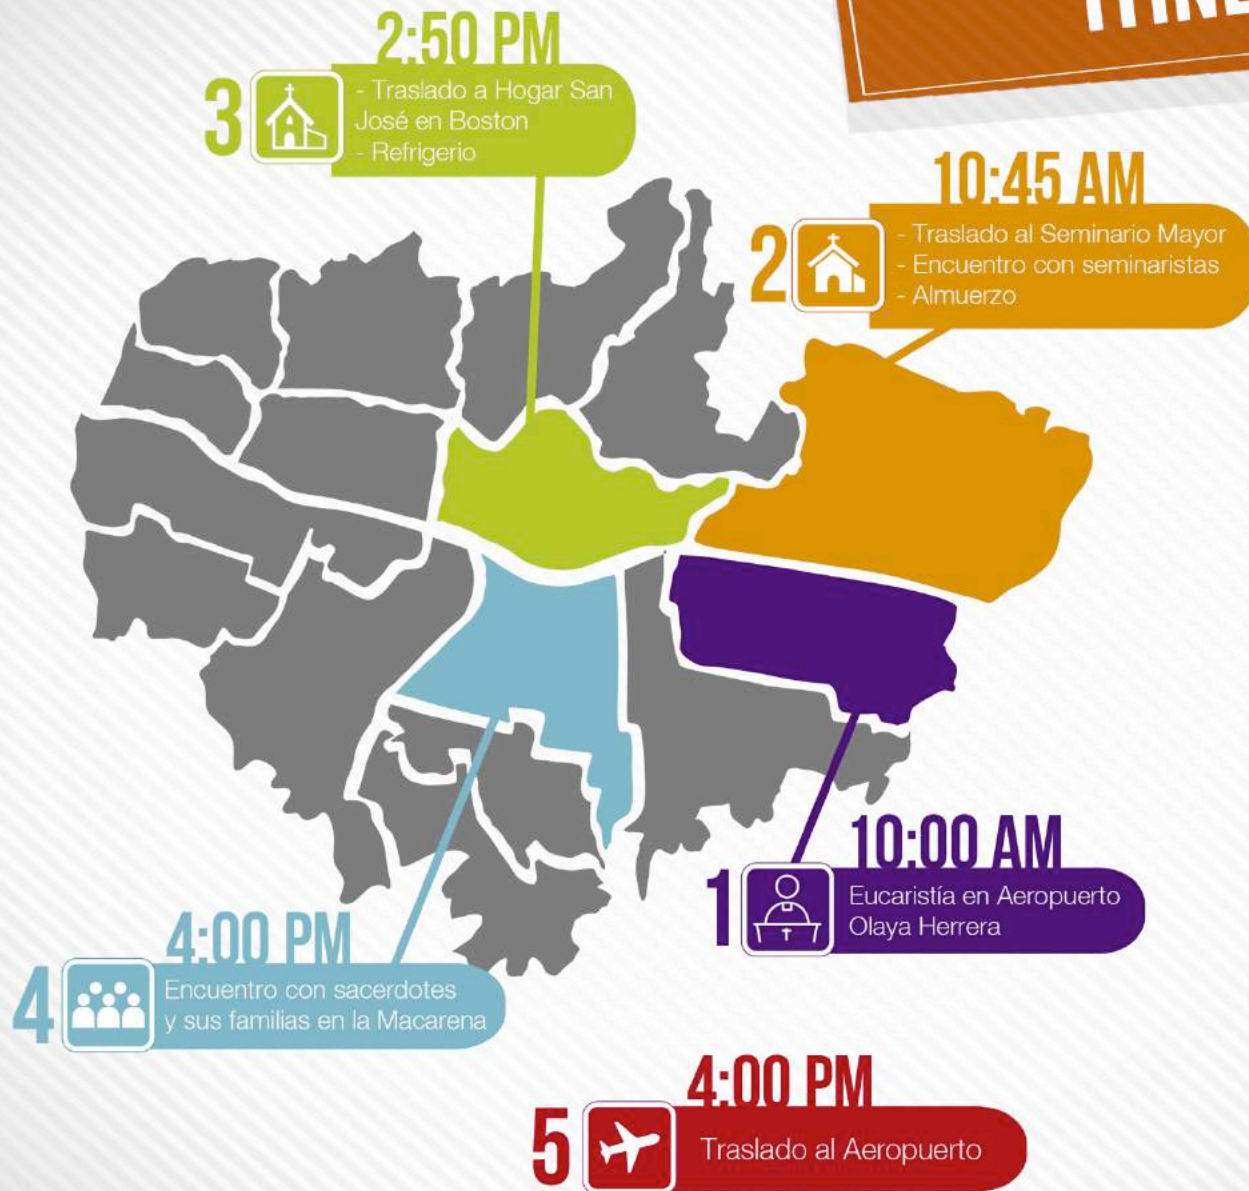 2:50 PM
3
- Traslado a Hogar San
José en Boston
- Refrigerio
10:45 AM
2
- Traslado al Seminario Mayor
- Encuentro con seminaristas
- Almuerzo
10:00 AM
1
Eucaristía en Aeropuerto
Olaya Herrera
4:00 PM
4
Encuentro con sacerdotes
y sus familias en la Macarena
4:00 PM
5
Traslado al Aeropuerto